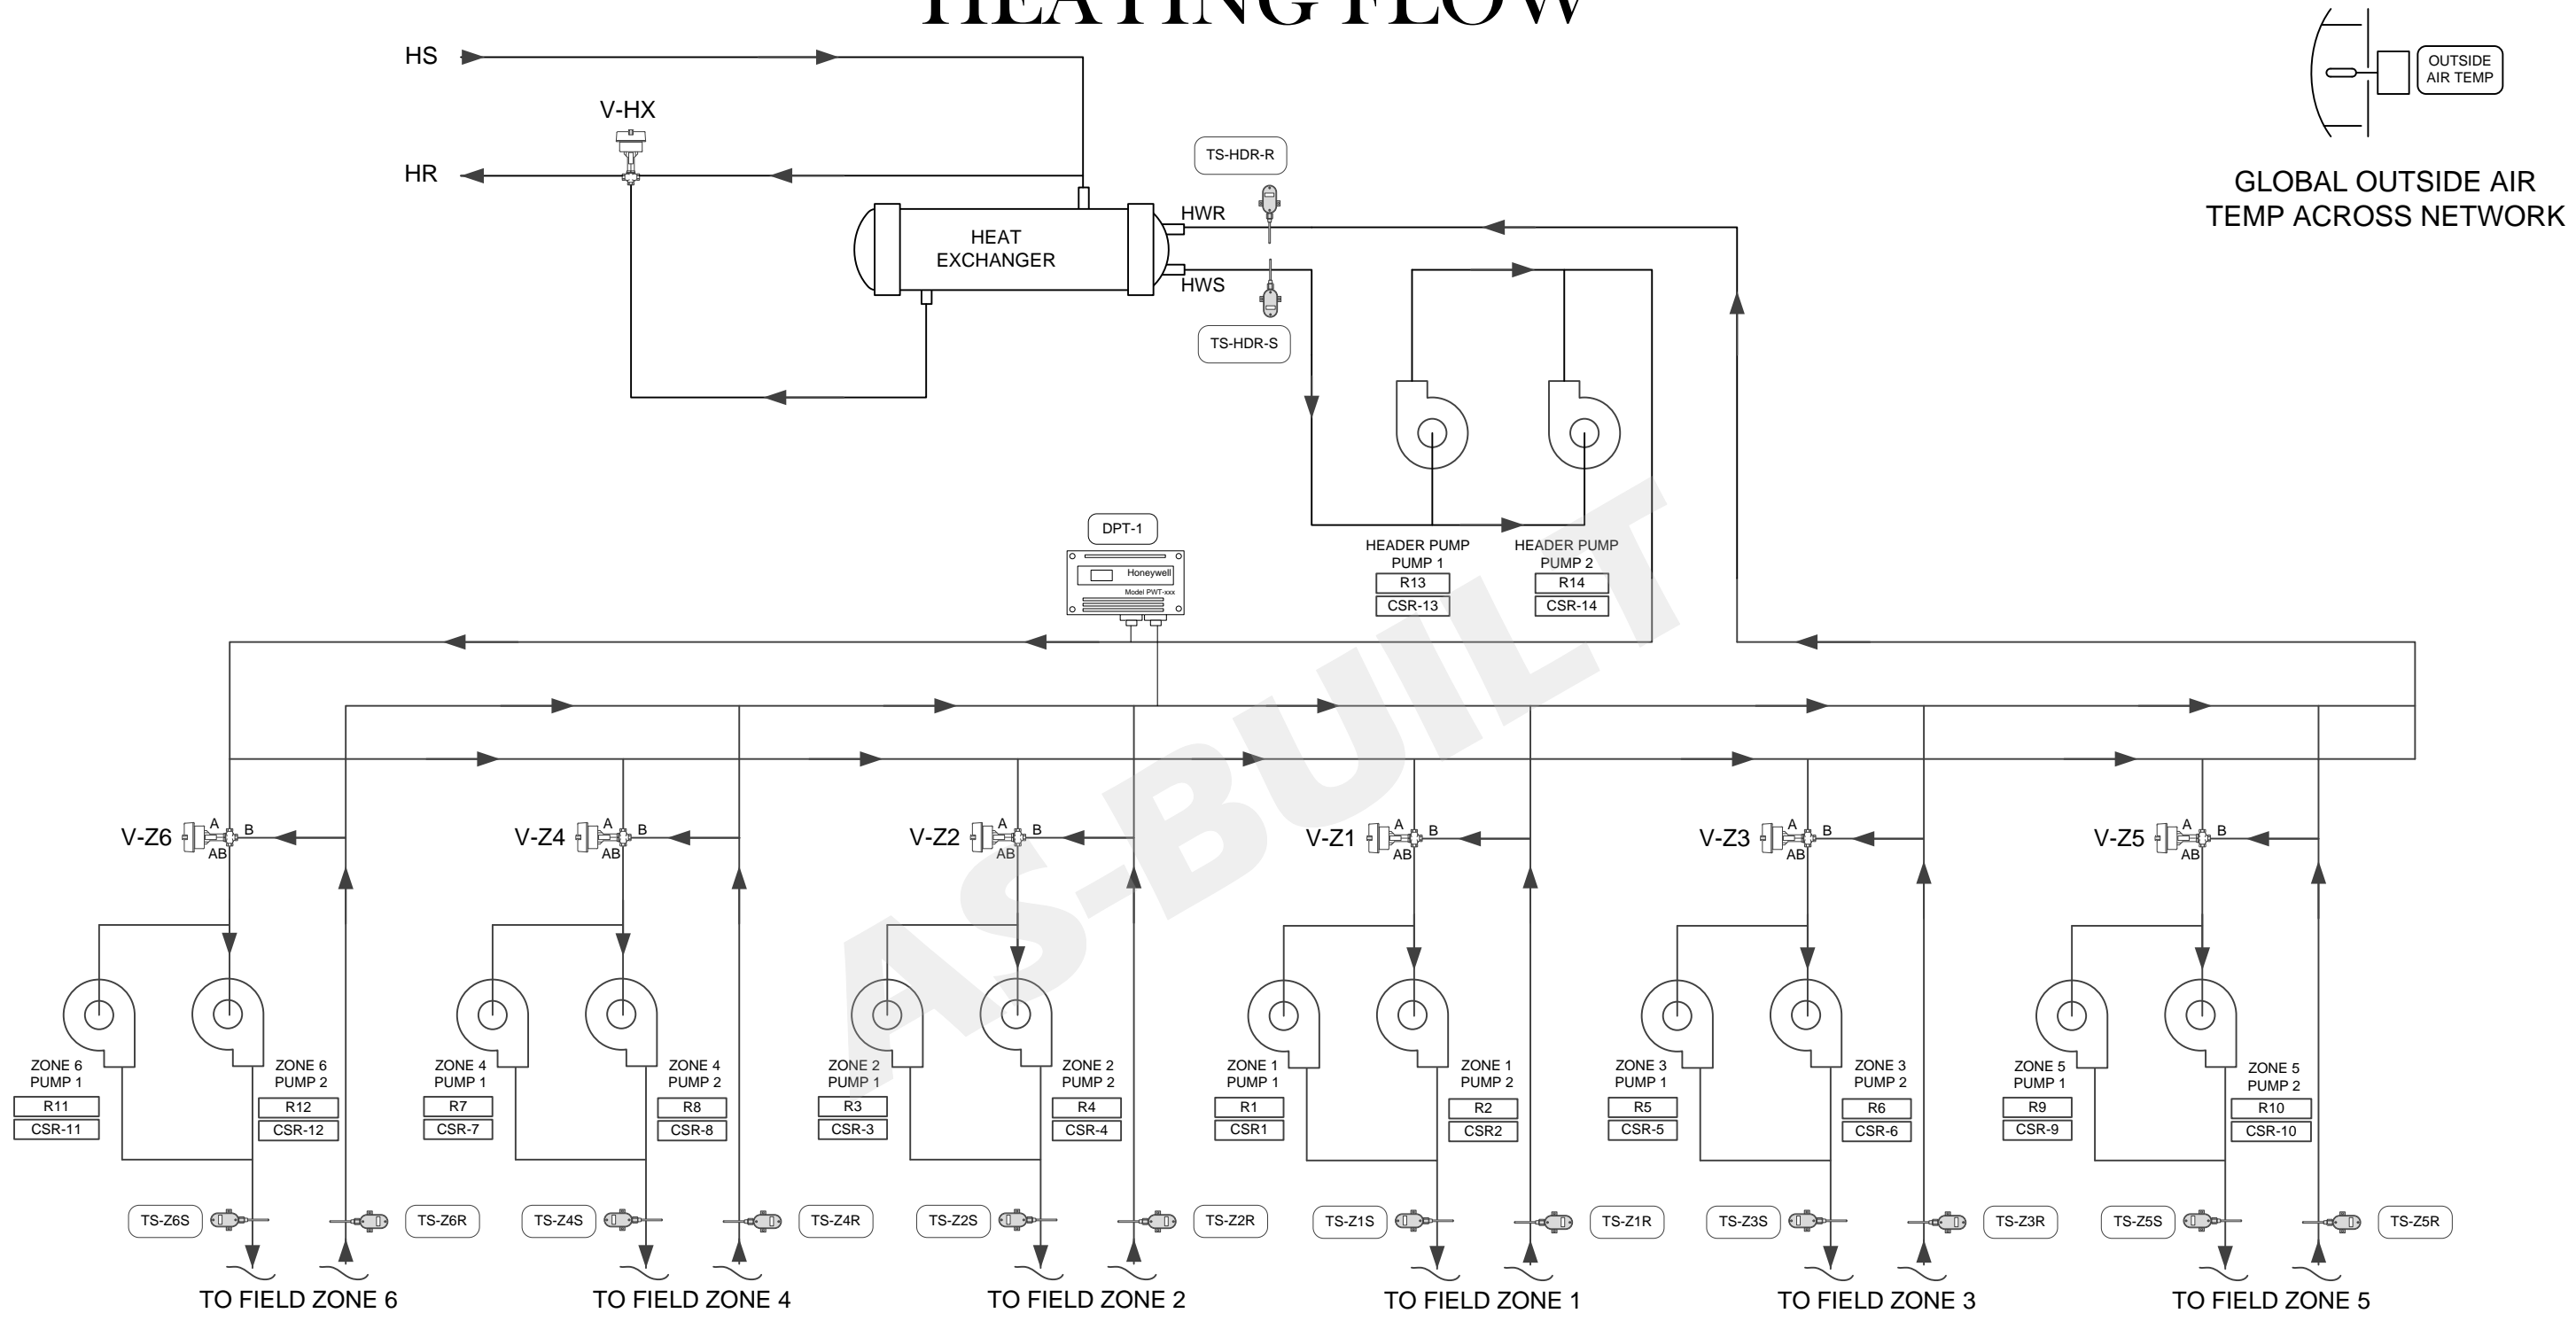 HEATING FLOW
HS
V-HX
HR
TS-HDR-R
HWR
HEAT
EXCHANGER
HWS
TS-HDR-S
OUTSIDE
AIR TEMP
GLOBAL OUTSIDE AIR
TEMP ACROSS NETWORK
DPT-1
Honeywell
Model PWT-xxx
HEADER PUMP
PUMP 1
R13
CSR-13
HEADER PUMP
PUMP 2
R14
CSR-14
AS-BUILT
V-Z6
A
B
AB
V-Z4
A
B
AB
V-Z2
A
B
AB
V-Z1
A
B
AB
V-Z3
A
B
AB
V-Z5
A
B
AB
ZONE 6
PUMP 1
R11
CSR-11
ZONE 6
PUMP 2
R12
CSR-12
ZONE 4
PUMP 1
R7
CSR-7
ZONE 4
PUMP 2
R8
CSR-8
ZONE 2
PUMP 1
R3
CSR-3
ZONE 2
PUMP 2
R4
CSR-4
ZONE 1
PUMP 1
R1
CSR1
ZONE 1
PUMP 2
R2
CSR2
ZONE 3
PUMP 1
R5
CSR-5
ZONE 3
PUMP 2
R6
CSR-6
ZONE 5
PUMP 1
R9
CSR-9
ZONE 5
PUMP 2
R10
CSR-10
TS-Z6S
TS-Z6R
TS-Z4S
TS-Z4R
TS-Z2S
TS-Z2R
TS-Z1S
TS-Z1R
TS-Z3S
TS-Z3R
TS-Z5S
TS-Z5R
TO FIELD ZONE 6
TO FIELD ZONE 4
TO FIELD ZONE 2
TO FIELD ZONE 1
TO FIELD ZONE 3
TO FIELD ZONE 5